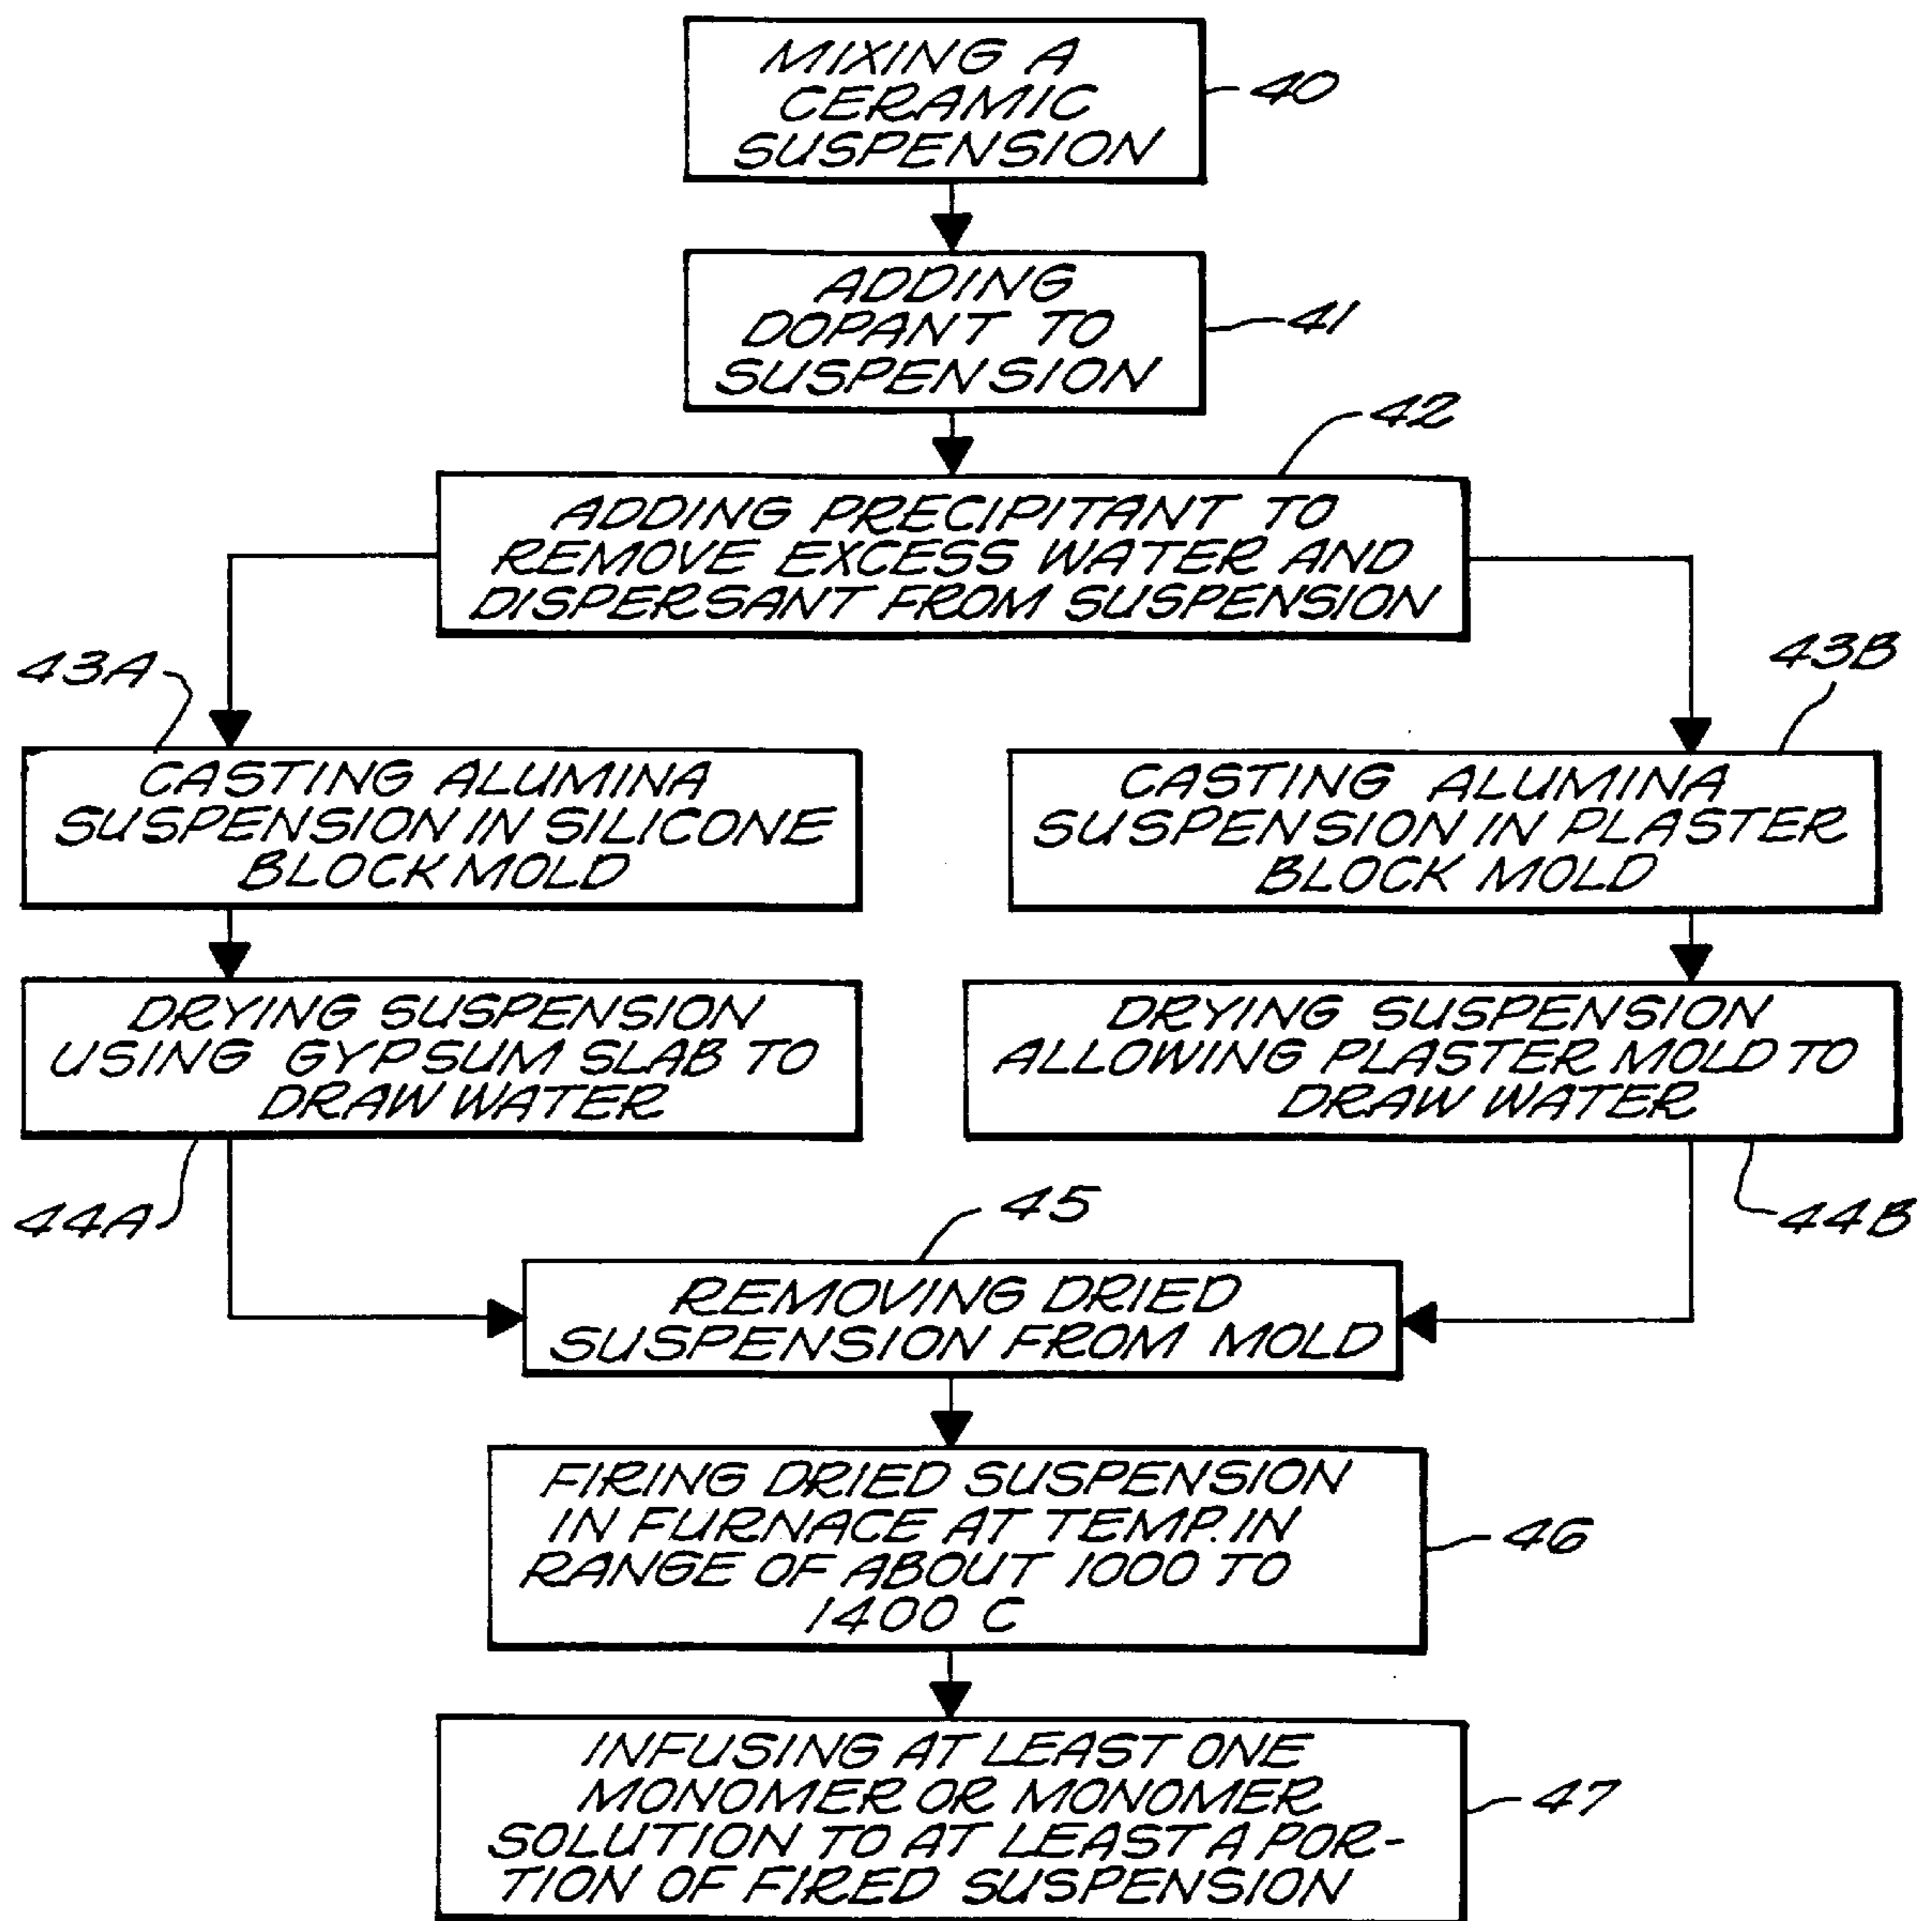 MIXING A
CERAMIC
SUSPENSION
40
ADDING
DOPANT TO
SUSPENSION
41
42
ADDING PRECIPITANT TO
REMOVE EXCESS WATER AND
DISPERSANT FROM SUSPENSION
43A
CASTING ALUMINA
SUSPENSION IN SILICONE
BLOCK MOLD
43B
CASTING ALUMINA
SUSPENSION IN PLASTER
BLOCK MOLD
DRYING SUSPENSION
USING GYPSUM SLAB TO
DRAW WATER
44A
DRYING SUSPENSION
ALLOWING PLASTER MOLD TO
DRAW WATER
44B
45
REMOVING DRIED
SUSPENSION FROM MOLD
FIRING DRIED SUSPENSION
IN FURNACE AT TEMP. IN
RANGE OF ABOUT 1000 TO
1400 C
46
INFUSING AT LEAST ONE
MONOMER OR MONOMER
SOLUTION TO AT LEAST A POR-
TION OF FIRED SUSPENSION
47